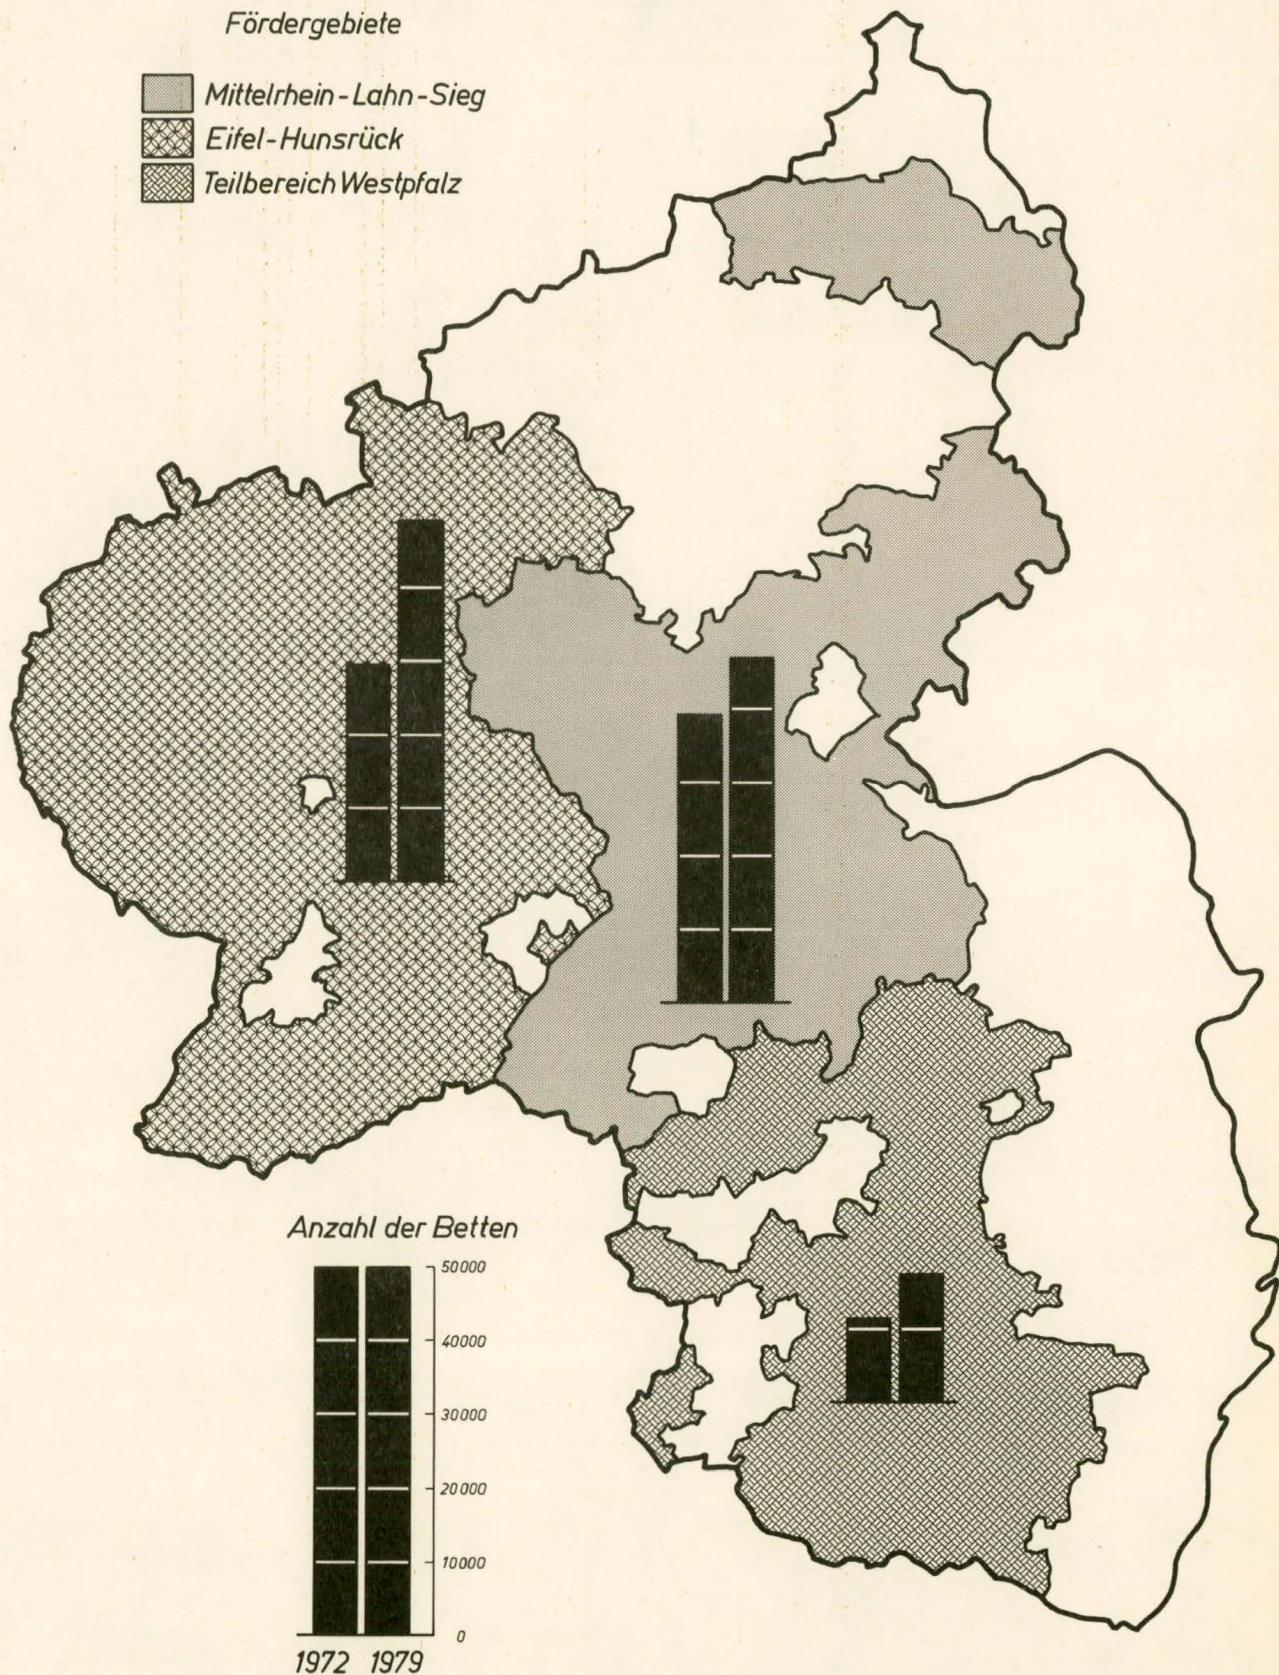 Fördergebiete
Mittelrhein-Lahn-Sieg
Eifel-Hunsrück
Teilbereich Westpfalz
Anzahl der Betten
50000
40000
30000
20000
10000
0
1972 1979